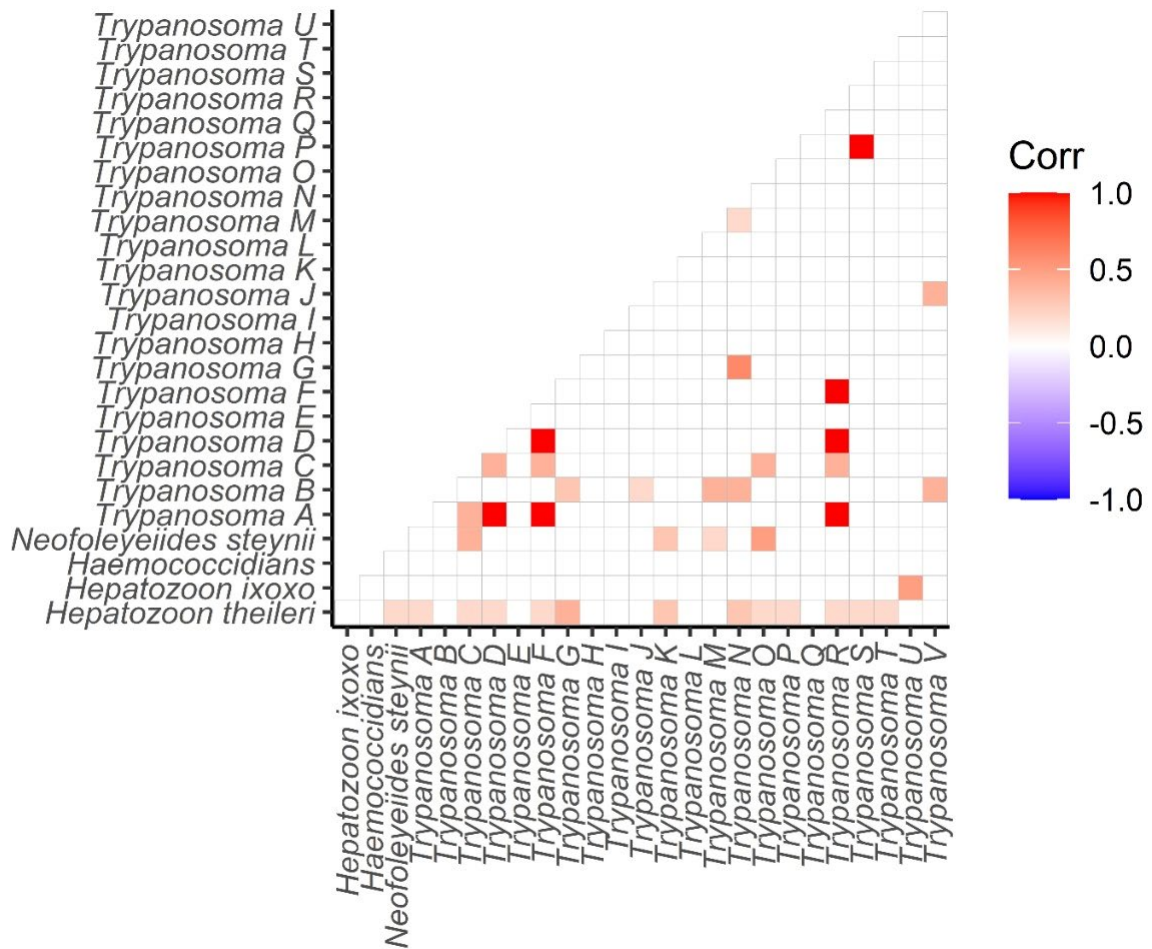 Trypanosoma U
Trypanosoma T
Trypanosoma S
Trypanosoma R
Trypanosoma Q
Trypanosoma P
Trypanosoma O
Trypanosoma N
Trypanosoma M
Trypanosoma L
Trypanosoma K
Trypanosoma J
Trypanosoma I
Trypanosoma H
Trypanosoma G
Trypanosoma F
Trypanosoma E
Trypanosoma D
Trypanosoma C
Trypanosoma B
Trypanosoma A
Neofoleyeiides steynii
Haemococcidians
Hepatozoon ixoxo
Hepatozoon theileri
Hepatozoon ixoxo
Haemococcidians
Neofoleyeiides steynii
Trypanosoma A
Trypanosoma B
Trypanosoma C
Trypanosoma D
Trypanosoma E
Trypanosoma F
Trypanosoma G
Trypanosoma H
Trypanosoma I
Trypanosoma J
Trypanosoma K
Trypanosoma L
Trypanosoma M
Trypanosoma N
Trypanosoma O
Trypanosoma P
Trypanosoma Q
Trypanosoma R
Trypanosoma S
Trypanosoma T
Trypanosoma U
Trypanosoma V
Corr
1.0
0.5
0.0
-0.5
-1.0